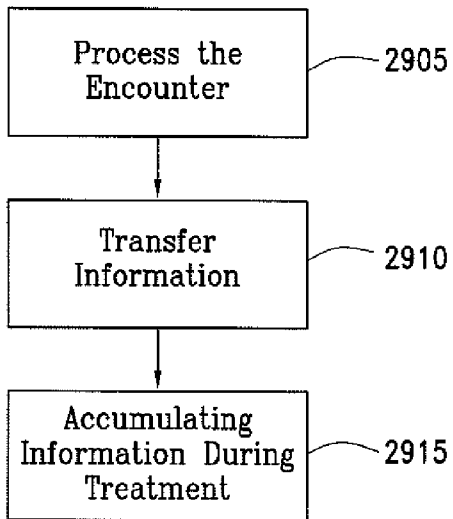 Process the
Encounter
2905
Transfer
Information
2910
Accumulating
Information During
Treatment
2915